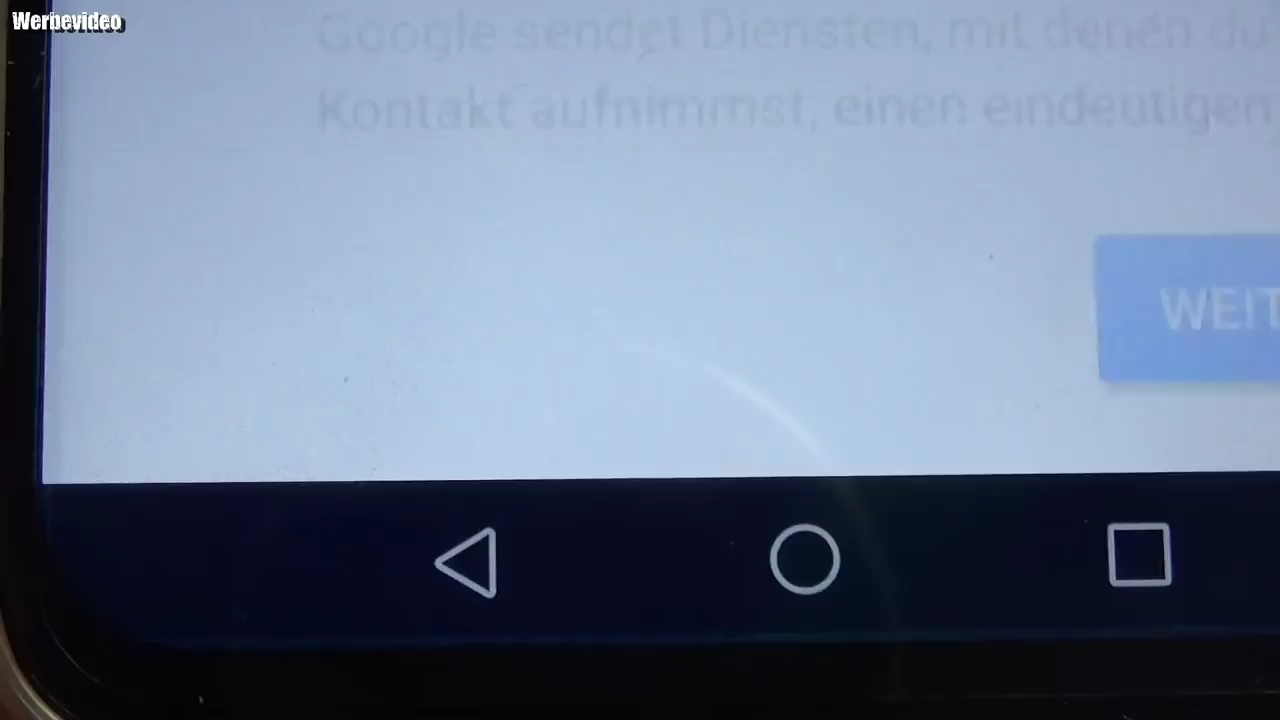 Werbevideo
Google sendet Diensten, mit denen du
Kontakt aufnimmst, einen eindeutigen
WEIT